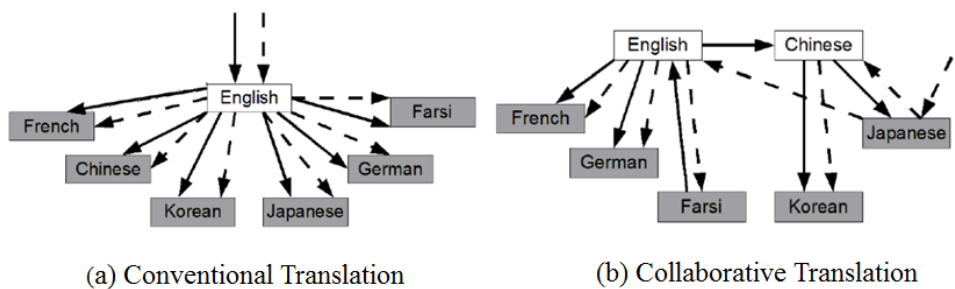 English
French
Farsi
Chinese
German
Korean
Japanese
(a) Conventional Translation
English
Chinese
French
Japanese
German
Farsi
Korean
(b) Collaborative Translation